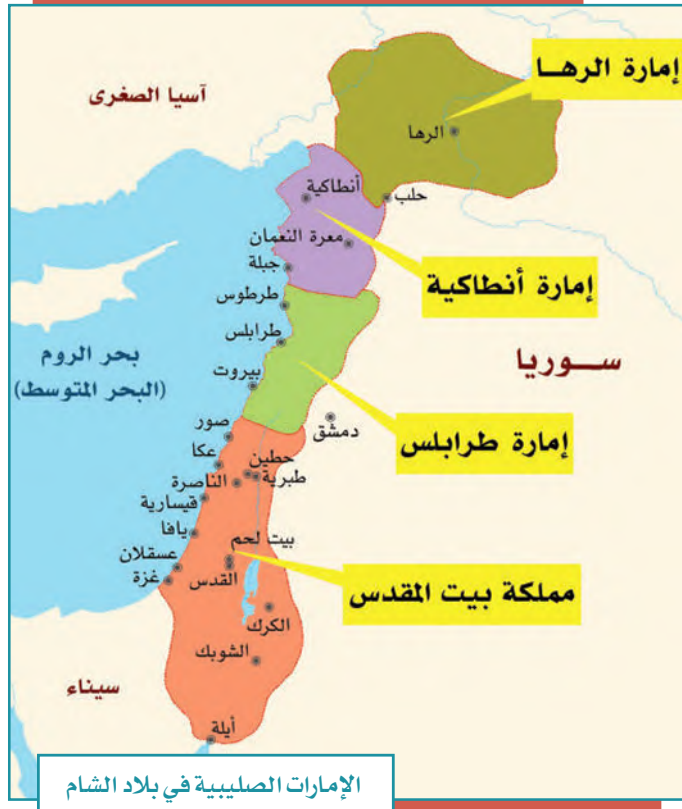 إمارة الرهـــا
آسيا الصغرى
الرها
أنطاكية
حلب
معرة النعمان
جبلة
إمارة أنطاكية
طرطوس
طرابلس
بحر الروم
(البحر المتوسط)
ســـوريا
بيروت
دمشق
إمارة طرابلس
صور
عكا
حطين
طبرية
الناصرة
قيسارية
يافا
بيت لحم
عسقلان
القدس
غزة
مملكة بيت المقدس
الكرك
الشوبك
سيناء
أيلة
الإمارات الصليبية في بلاد الشام